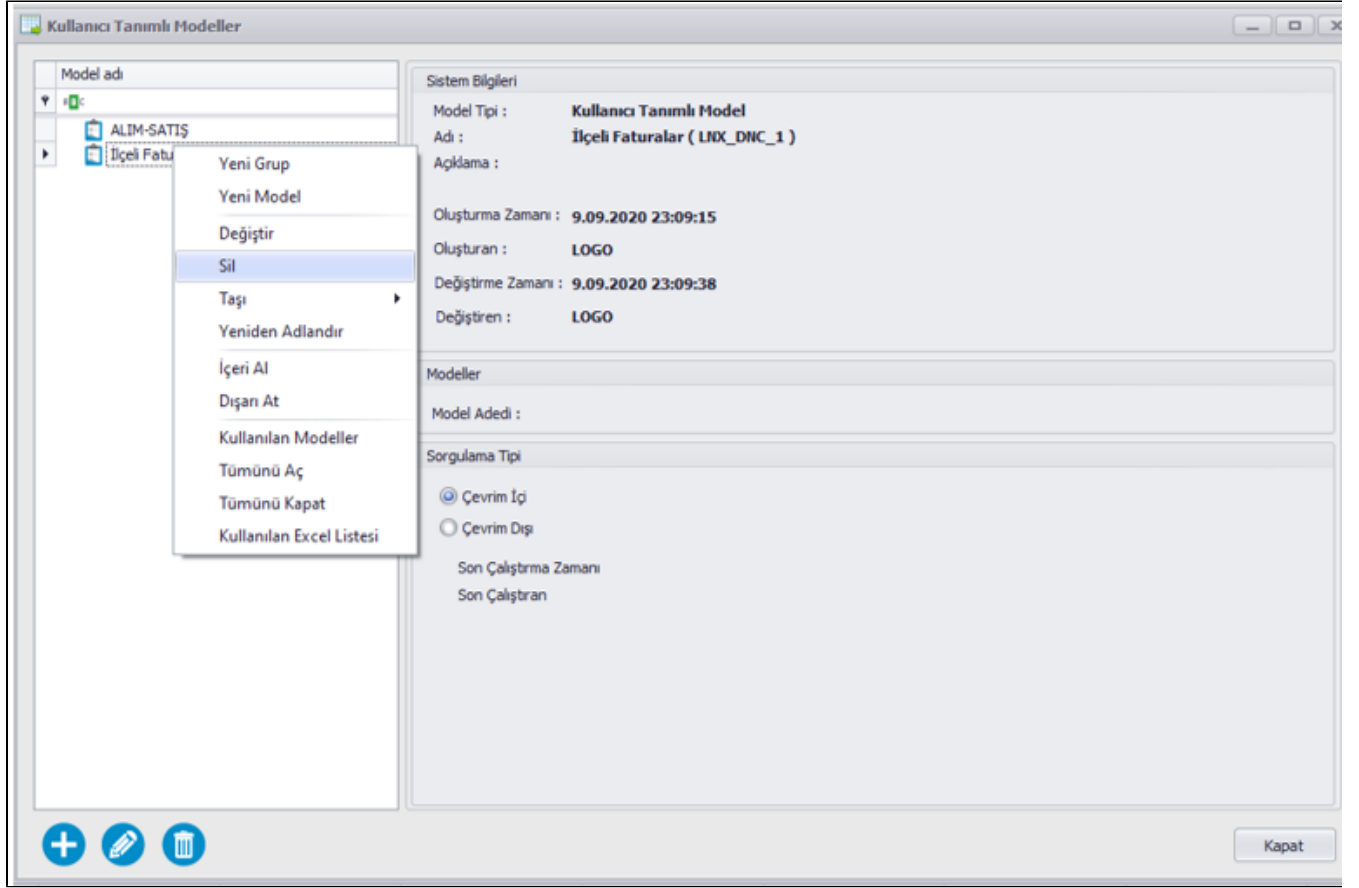 Kullanıcı Tanımlı Modeller
Model adı
ALIM-SATIŞ
İlçeli Fatu
Yeni Grup
Yeni Model
Değiştir
Sil
Taşı
Yeniden Adlandır
İçeri Al
Dışarı At
Kullanılan Modeller
Tümünü Aç
Tümünü Kapat
Kullanılan Excel Listesi
Sistem Bilgileri
Model Tipi : Kullanıcı Tanımlı Model
Adı : İlçeli Faturalar ( LNX_DNC_1 )
Açıklama :
Oluşturma Zamanı : 9.09.2020 23:09:15
Oluşturan : LOGO
Değiştirme Zamanı : 9.09.2020 23:09:38
Değiştiren : LOGO
Modeller
Model Adedi :
Sorgulama Tipi
Çevrim İçi
Çevrim Dışı
Son Çalıştırma Zamanı
Son Çalıştıran
Kapat